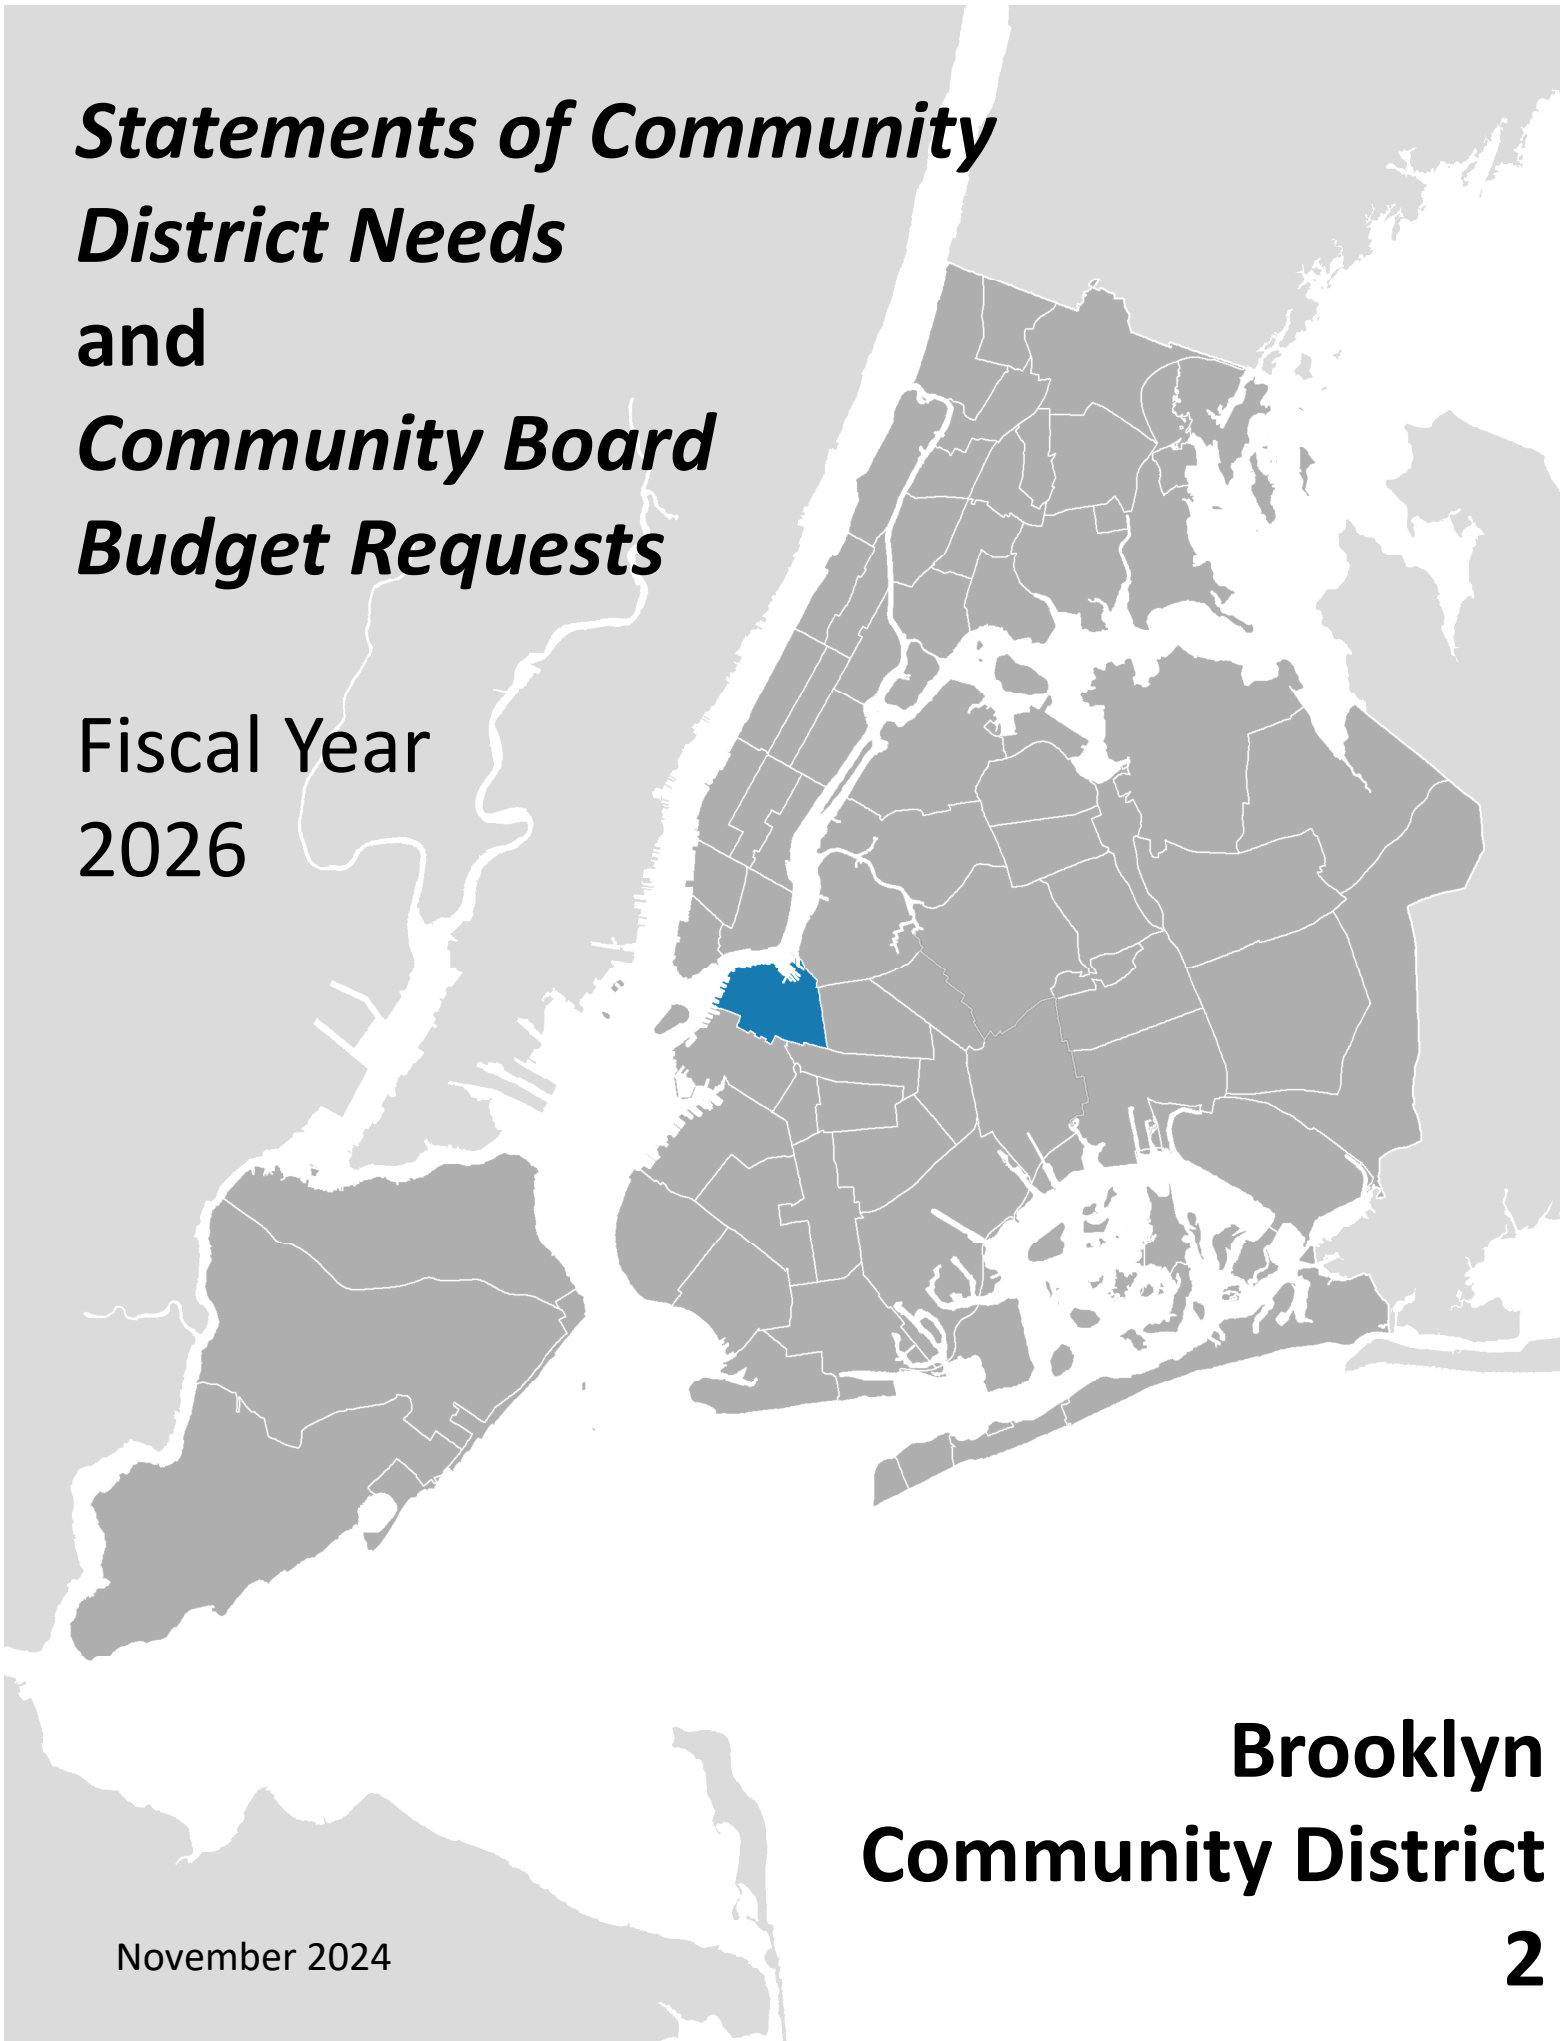 Statements of Community
District Needs
and
Community Board
Budget Requests
Fiscal Year
2026
Brooklyn
Community District
2
November 2024